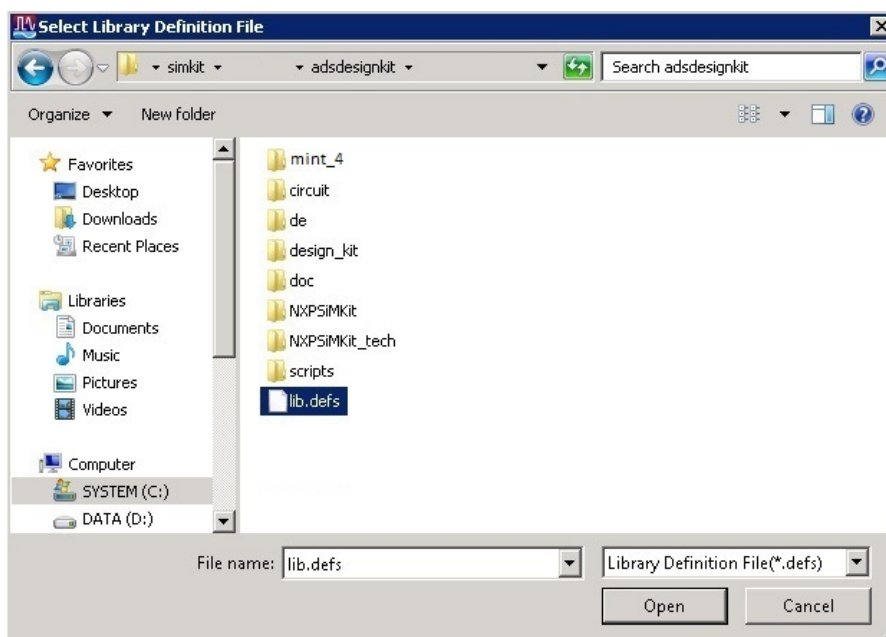 Select Library Definition File
simkit adsdesignkit Search adsdesignkit
Organize New folder
Favorites
Desktop
Downloads
Recent Places
Libraries
Documents
Music
Pictures
Videos
Computer
SYSTEM (C:)
DATA (D:)
mint_4
circuit
de
design_kit
doc
NXPSiMKit
NXPSiMKit_tech
scripts
lib.defs
File name: lib.defs Library Definition File(*.defs)
Open Cancel